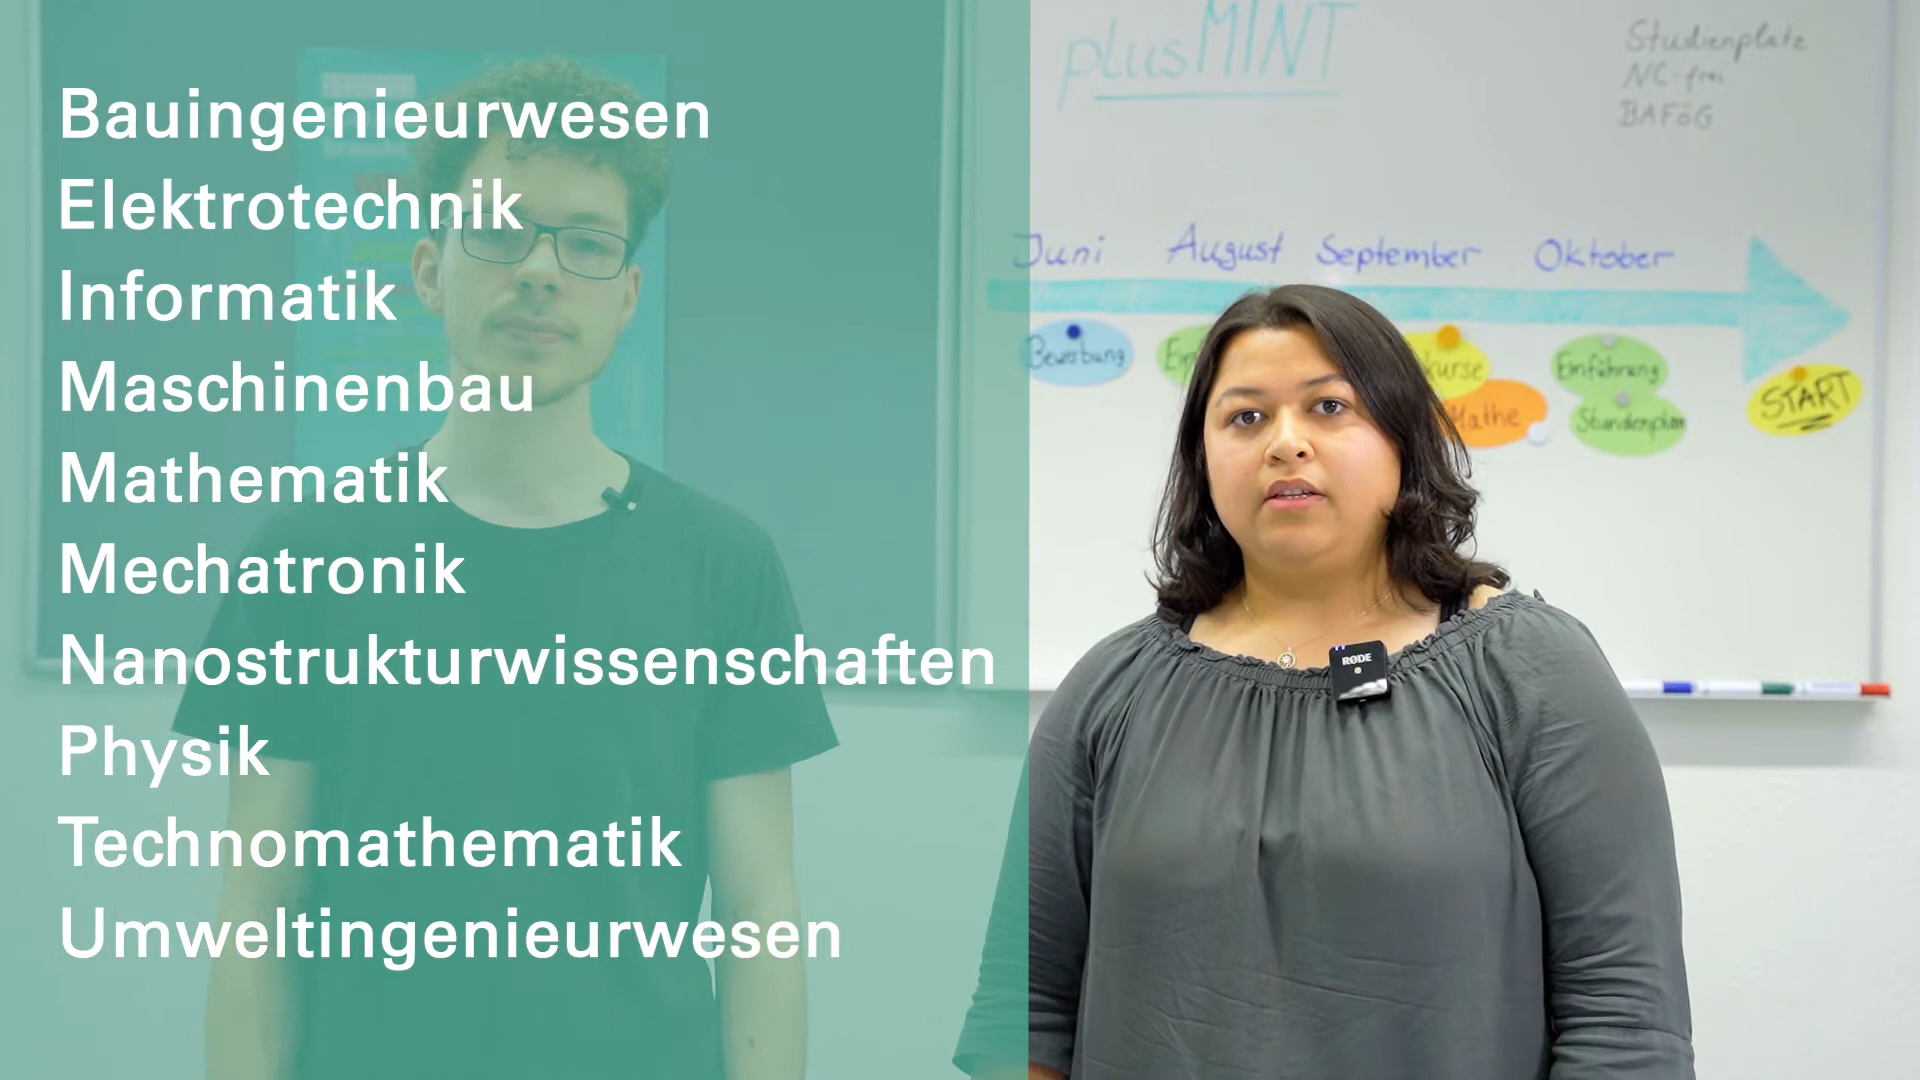 Bauingenieurwesen
Elektrotechnik
Informatik
Maschinenbau
Mathematik
Mechatronik
Nanostrukturwissenschaften
Physik
Technomathematik
Umweltingenieurwesen
plusMINT
Studienplatz
NC-frei
BAFöG
Juni August September Oktober
Bewerbung
kurse
Mathe
Einführung
Stundenplan
START
RØDE